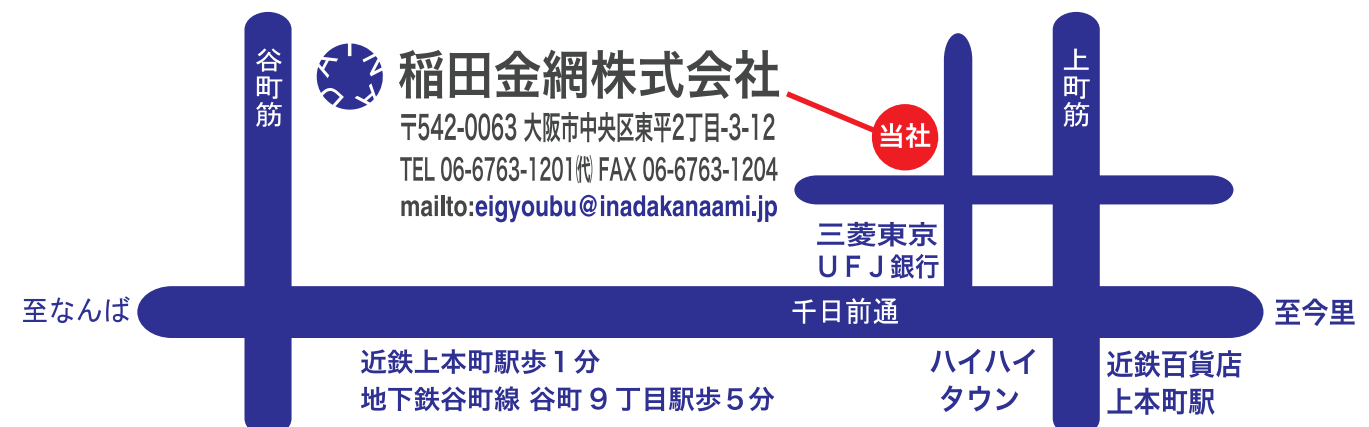 谷町筋
INADA
稲田金網株式会社
〒542-0063 大阪市中央区東平2丁目-3-12
TEL 06-6763-1201㈹ FAX 06-6763-1204
mailto:eigyoubu@inadakanaami.jp
当社
上町筋
三菱東京
UFJ銀行
至なんば
千日前通
至今里
近鉄上本町駅歩1分
地下鉄谷町線 谷町9丁目駅歩5分
ハイハイ
タウン
近鉄百貨店
上本町駅